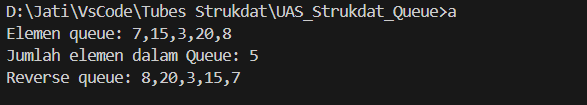 D:\Jati\VsCode\Tubes Strukdat\UAS_Strukdat_Queue>a
Elemen queue: 7,15,3,20,8
Jumlah elemen dalam Queue: 5
Reverse queue: 8,20,3,15,7